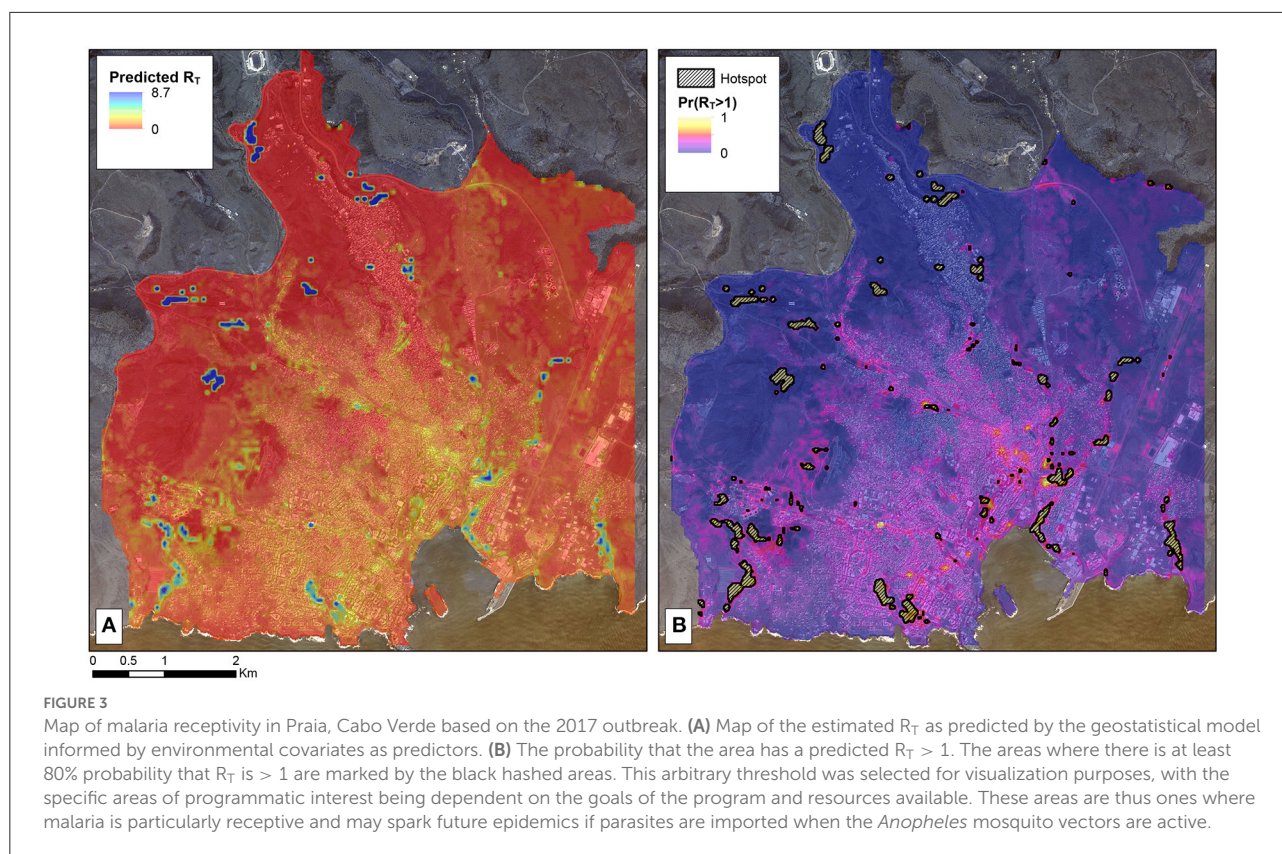 Predicted R_T
8.7
0
A
0 0.5 1 2
Km
Hotspot
Pr(R_T>1)
1
0
B
FIGURE 3
Map of malaria receptivity in Praia, Cabo Verde based on the 2017 outbreak. (A) Map of the estimated R_T as predicted by the geostatistical model
informed by environmental covariates as predictors. (B) The probability that the area has a predicted R_T > 1. The areas where there is at least
80% probability that R_T is > 1 are marked by the black hashed areas. This arbitrary threshold was selected for visualization purposes, with the
specific areas of programmatic interest being dependent on the goals of the program and resources available. These areas are thus ones where
malaria is particularly receptive and may spark future epidemics if parasites are imported when the Anopheles mosquito vectors are active.